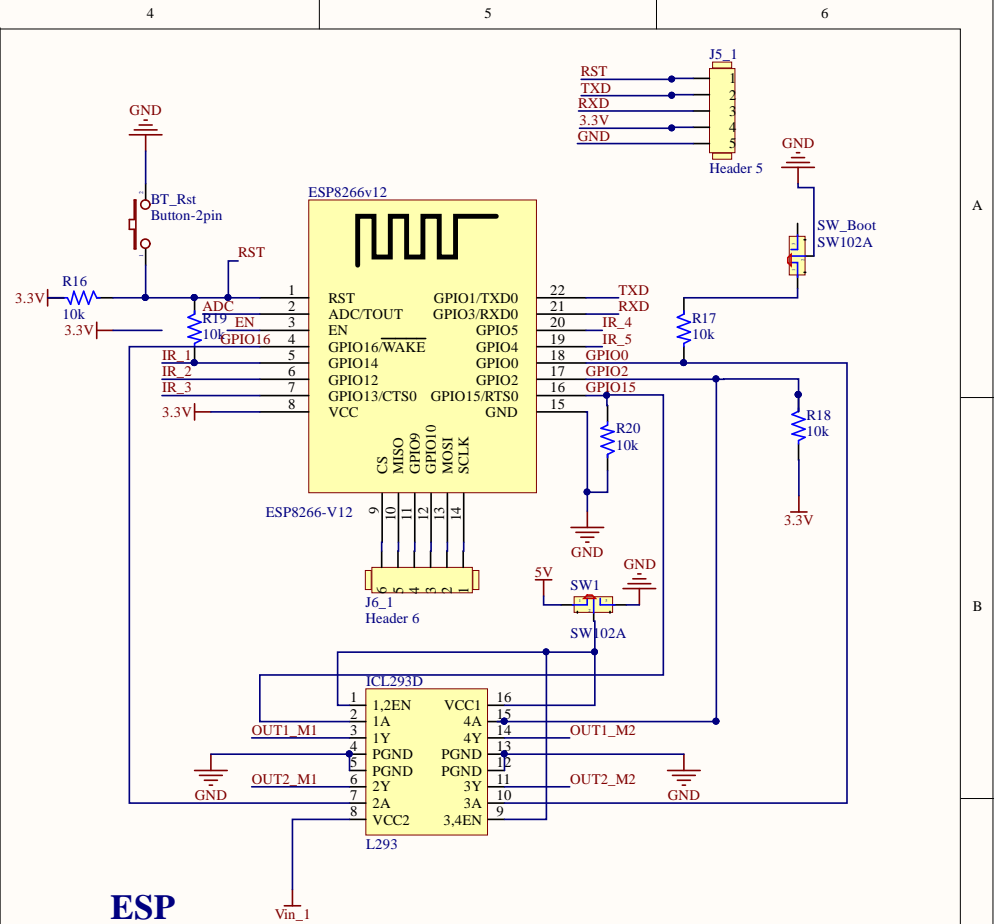 4 5 6
J5_1
RST 1
TXD 2
RXD 3
3.3V 4
GND 5
Header 5
GND
BT_Rst
Button-2pin
GND
SW_Boot
SW102A
A
ESP8266v12
RST
R16
10k
3.3V
3.3V
ADC
R19
10k
EN
GPIO16
IR_1
IR_2
IR_3
3.3V
1 RST GPIO1/TXD0 22 TXD
2 ADC/TOUT GPIO3/RXD0 21 RXD
3 EN GPIO5 20 IR_4
4 GPIO16/WAKE GPIO4 19 IR_5
5 GPIO14 GPIO0 18 GPIO0
6 GPIO12 GPIO2 17 GPIO2
7 GPIO13/CTS0 GPIO15/RTS0 16 GPIO15
8 VCC GND 15
R17
10k
R18
10k
3.3V
R20
10k
GND
CS MISO GPIO9 GPIO10 MOSI SCLK
9 10 11 12 13 14
ESP8266-V12
6 5 4 3 2 1
J6_1
Header 6
5V
SW1
GND
SW102A
B
ICL293D
1 1,2EN VCC1 16
2 1A 4A 15
OUT1_M1 3 1Y 4Y 14 OUT1_M2
4 PGND PGND 13
5 PGND PGND 12
OUT2_M1 6 2Y 3Y 11 OUT2_M2
7 2A 3A 10
8 VCC2 3,4EN 9
GND
GND
L293
Vin_1
ESP